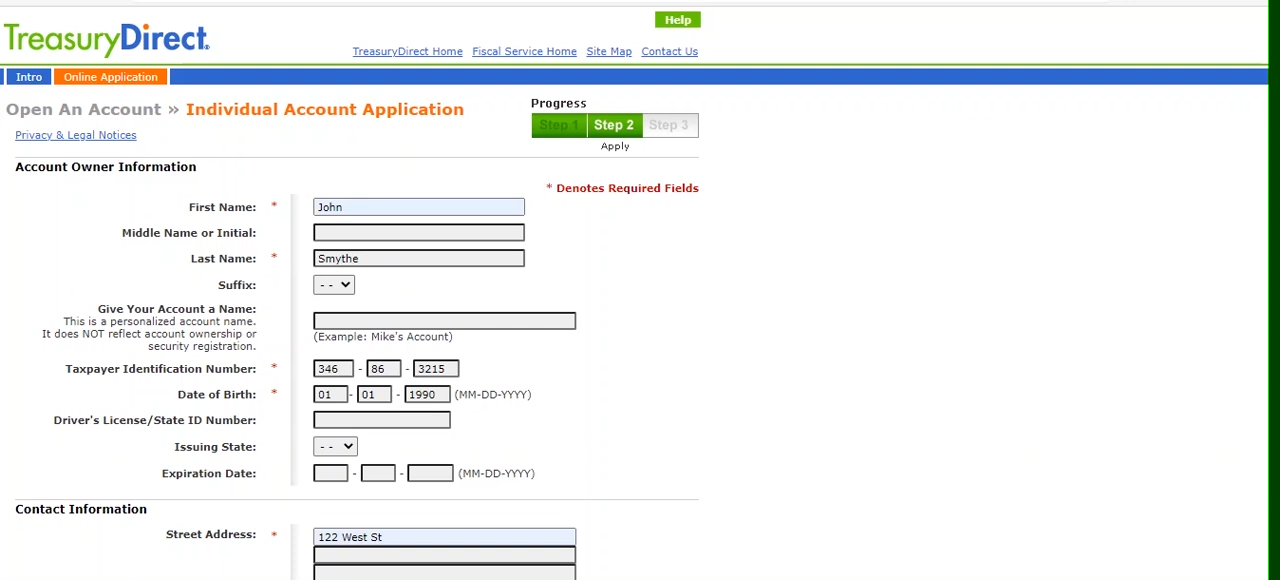 Help
TreasuryDirect®
TreasuryDirect Home Fiscal Service Home Site Map Contact Us
Intro Online Application
Open An Account » Individual Account Application
Progress
Step 1 Step 2 Step 3
Apply
Privacy & Legal Notices
Account Owner Information
* Denotes Required Fields
First Name: * John
Middle Name or Initial:
Last Name: * Smythe
Suffix: - -
Give Your Account a Name:
This is a personalized account name.
It does NOT reflect account ownership or
security registration.
(Example: Mike's Account)
Taxpayer Identification Number: * 346 - 86 - 3215
Date of Birth: * 01 - 01 - 1990 (MM-DD-YYYY)
Driver's License/State ID Number:
Issuing State: - -
Expiration Date: - - (MM-DD-YYYY)
Contact Information
Street Address: * 122 West St